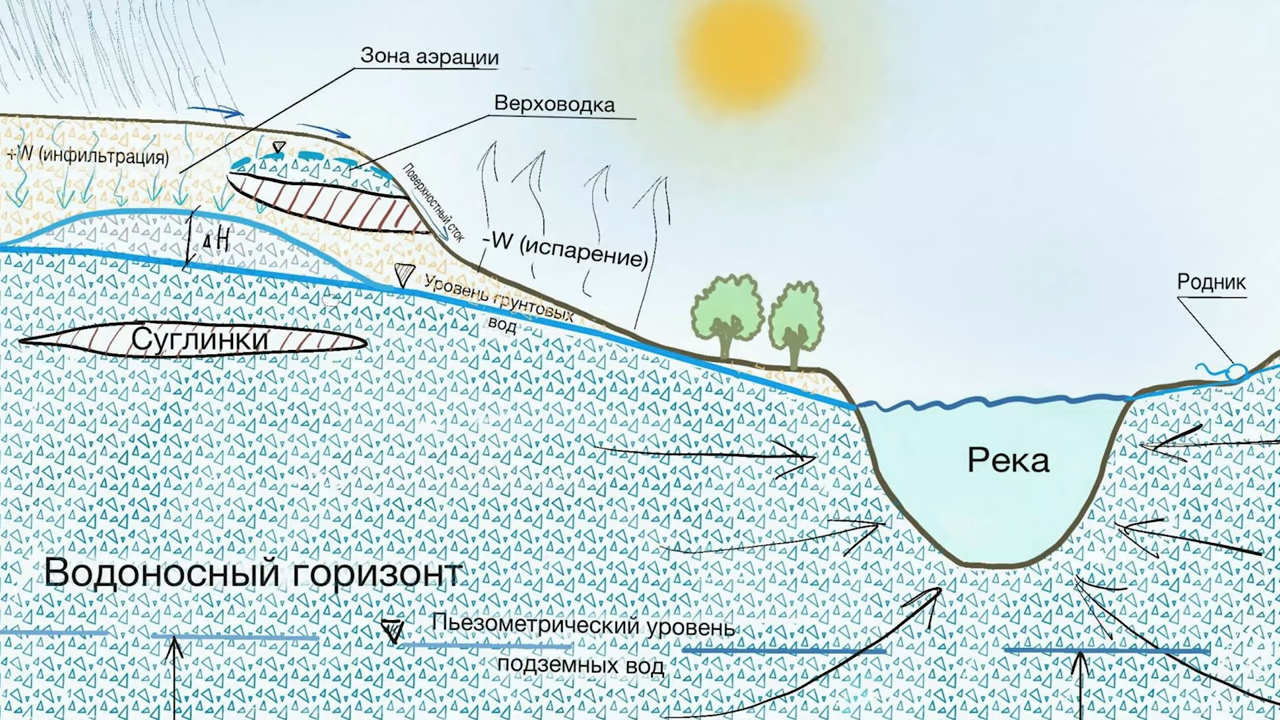 Зона аэрации
Верховодка
+W (инфильтрация)
Поверхностный сток
ΔH
-W (испарение)
Уровень грунтовых
вод
Родник
Суглинки
Река
Водоносный горизонт
Пьезометрический уровень
подземных вод